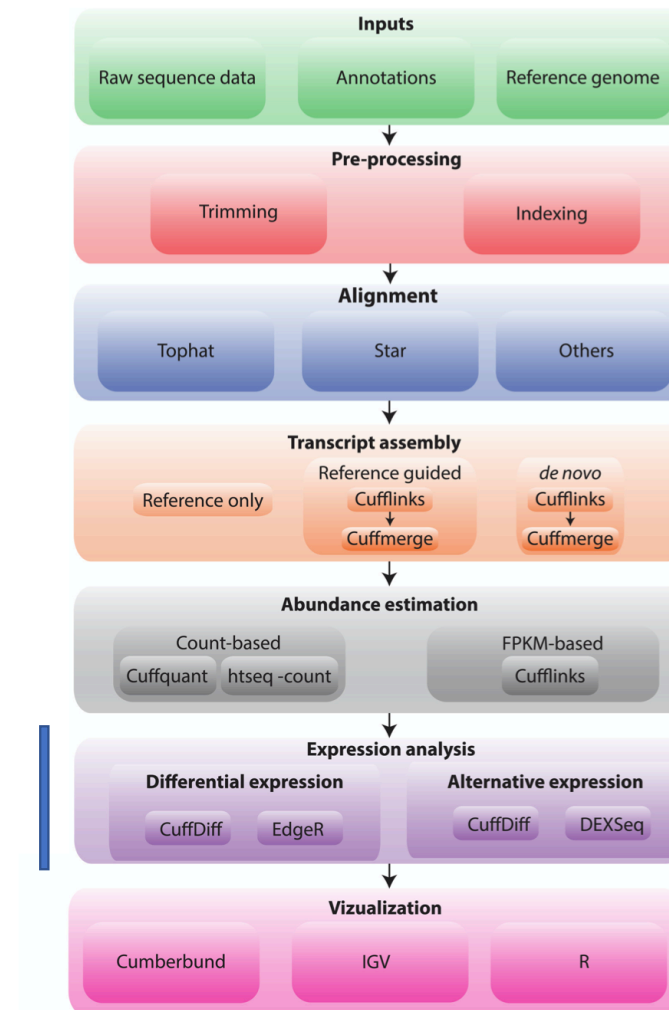 Inputs
Raw sequence data
Annotations
Reference genome
Pre-processing
Trimming
Indexing
Alignment
Tophat
Star
Others
Transcript assembly
Reference only
Reference guided
Cufflinks
Cuffmerge
de novo
Cufflinks
Cuffmerge
Abundance estimation
Count-based
Cuffquant
htseq -count
FPKM-based
Cufflinks
Expression analysis
Differential expression
CuffDiff
EdgeR
Alternative expression
CuffDiff
DEXSeq
Vizualization
Cumberbund
IGV
R